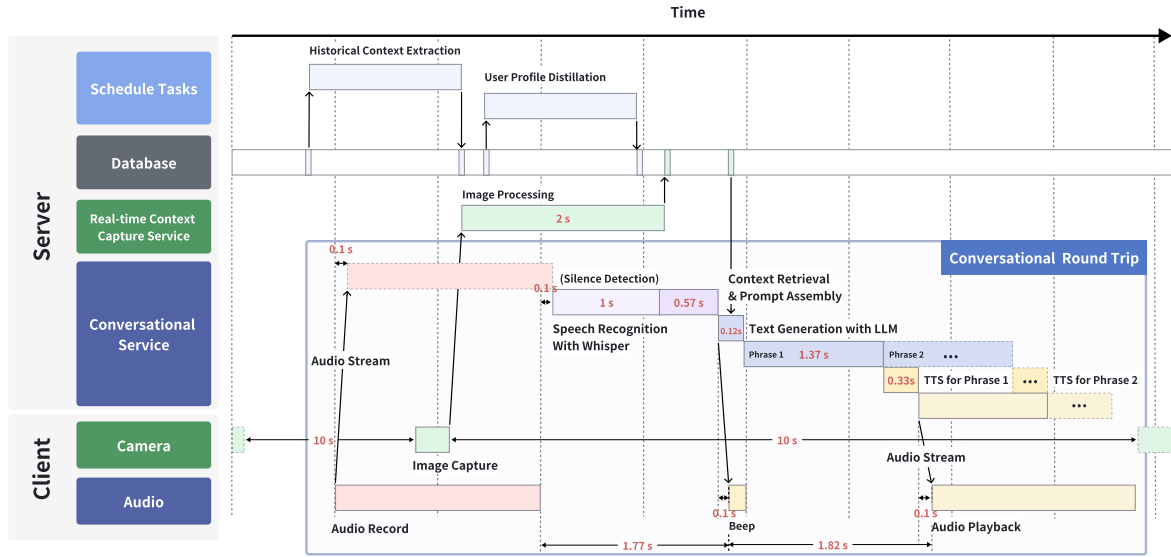 Time
Server
Schedule Tasks
Database
Real-time Context
Capture Service
Conversational
Service
Client
Camera
Audio
Historical Context Extraction
User Profile Distillation
Image Processing
2 s
Conversational Round Trip
0.1 s
0.1 s
(Silence Detection)
1 s
0.57 s
Speech Recognition
With Whisper
Context Retrieval
& Prompt Assembly
0.12s
Text Generation with LLM
Phrase 1
1.37 s
Phrase 2
•••
0.33s
TTS for Phrase 1
•••
TTS for Phrase 2
•••
Audio Stream
10 s
Image Capture
10 s
Audio Stream
Audio Record
0.1 s
Beep
0.1 s
Audio Playback
1.77 s
1.82 s